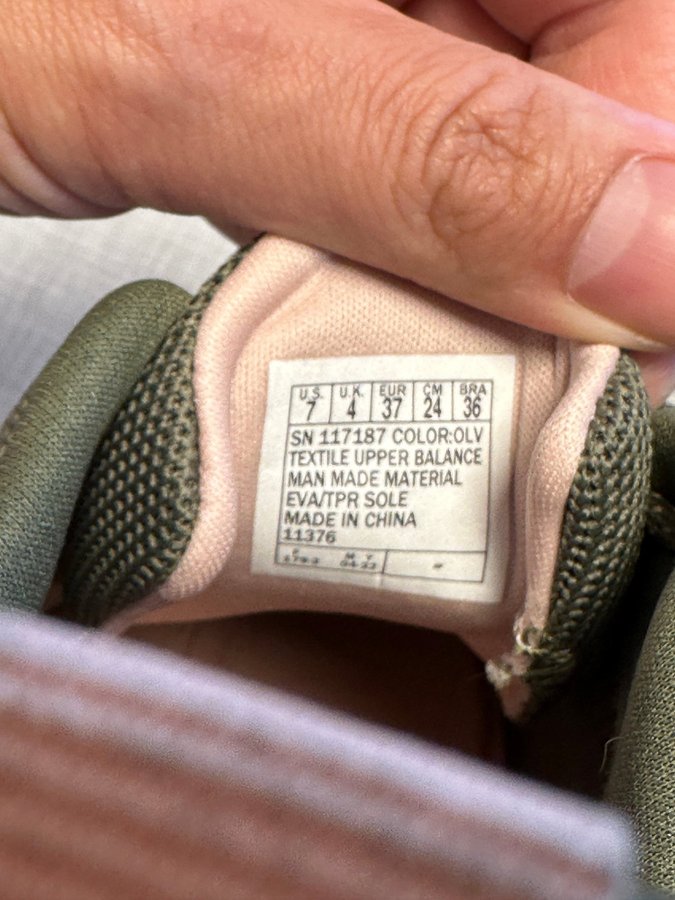 U.S. U.K. EUR CM BRA
7 4 37 24 36
SN 117187 COLOR:OLV
TEXTILE UPPER BALANCE
MAN MADE MATERIAL
EVA/TPR SOLE
MADE IN CHINA
11376